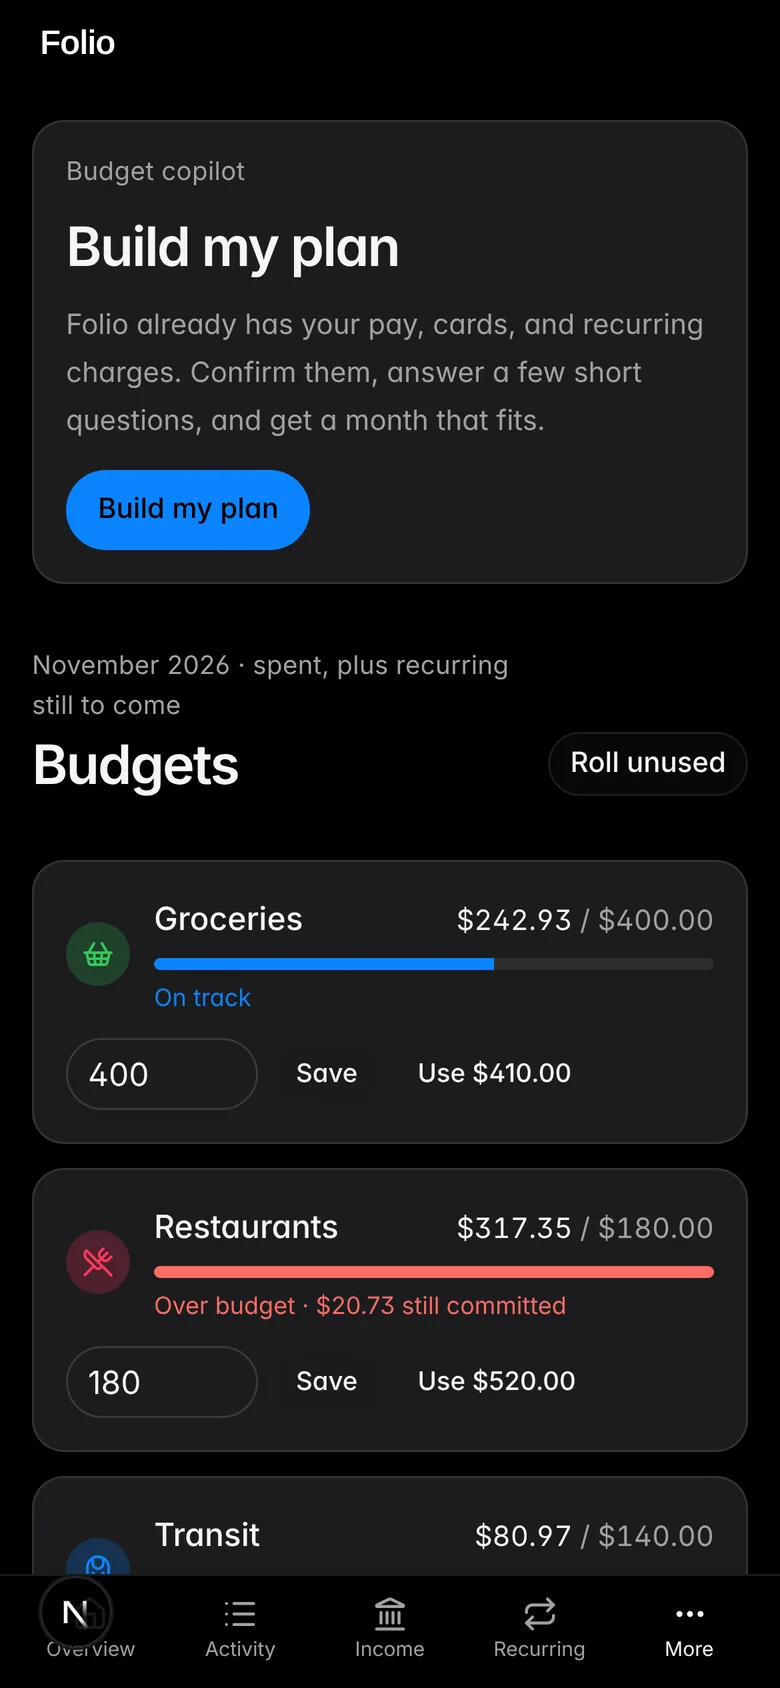 Folio
Budget copilot
Build my plan
Folio already has your pay, cards, and recurring
charges. Confirm them, answer a few short
questions, and get a month that fits.
Build my plan
November 2026 · spent, plus recurring
still to come
Budgets
Roll unused
Groceries
$242.93 / $400.00
On track
400
Save
Use $410.00
Restaurants
$317.35 / $180.00
Over budget · $20.73 still committed
180
Save
Use $520.00
Transit
$80.97 / $140.00
N
Overview
Activity
Income
Recurring
More